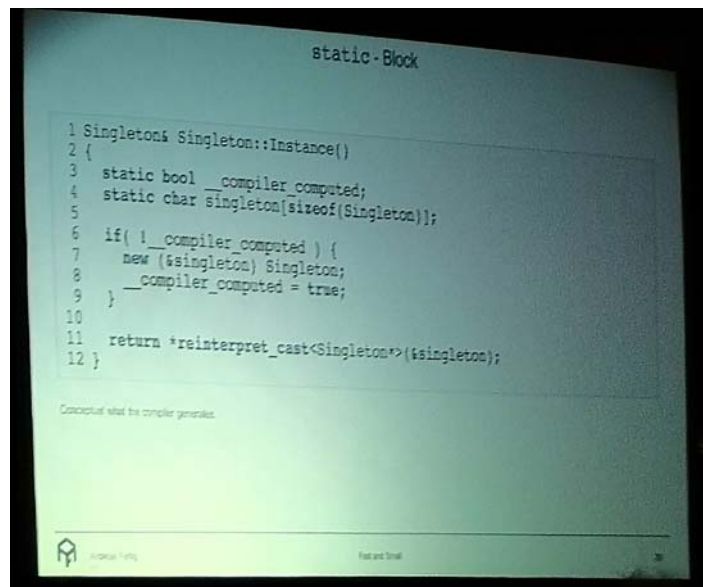 static-Block
1 Singleton& Singleton::Instance()
2 {
3 static bool __compiler_computed;
4 static char singleton[sizeof(Singleton)];
5
6 if( !__compiler_computed ) {
7 new (&singleton) Singleton;
8 __compiler_computed = true;
9 }
10
11 return *reinterpret_cast<Singleton*>(&singleton);
12 }
Conceptual what the compiler generates.
Fast and Small